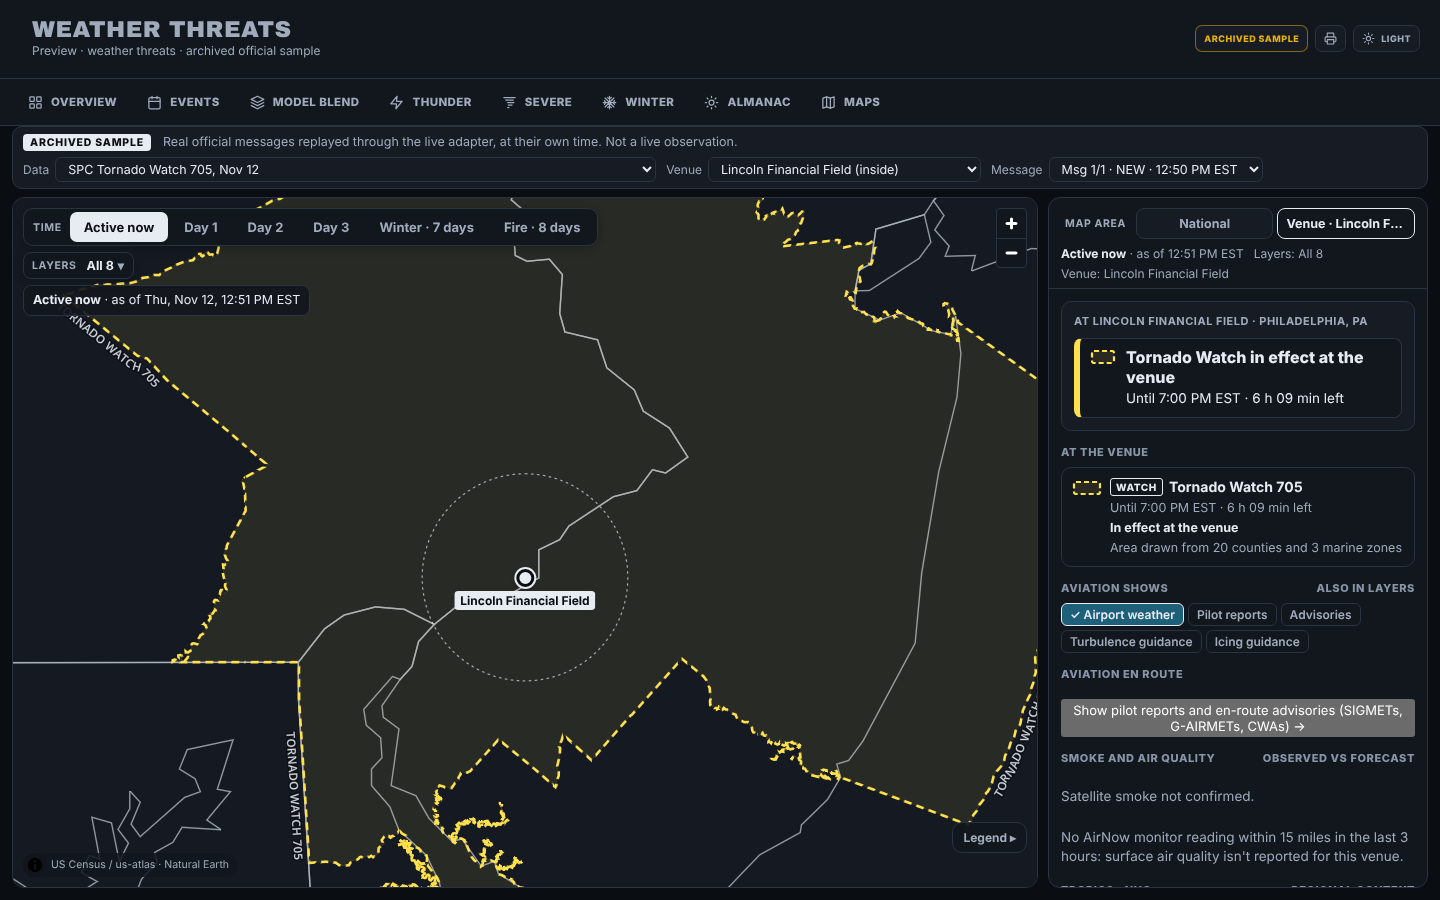 WEATHER THREATS
Preview · weather threats · archived official sample
ARCHIVED SAMPLE
LIGHT
OVERVIEW
EVENTS
MODEL BLEND
THUNDER
SEVERE
WINTER
ALMANAC
MAPS
ARCHIVED SAMPLE Real official messages replayed through the live adapter, at their own time. Not a live observation.
Data SPC Tornado Watch 705, Nov 12 Venue Lincoln Financial Field (inside) Message Msg 1/1 · NEW · 12:50 PM EST
TIME Active now Day 1 Day 2 Day 3 Winter · 7 days Fire · 8 days
LAYERS All 8 ▾
Active now · as of Thu, Nov 12, 12:51 PM EST
TORNADO WATCH 705
Lincoln Financial Field
TORNADO WATCH 705
TORNADO WATCH
Legend ▸
US Census / us-atlas · Natural Earth
+
−
MAP AREA National Venue · Lincoln F...
Active now · as of 12:51 PM EST Layers: All 8
Venue: Lincoln Financial Field
AT LINCOLN FINANCIAL FIELD · PHILADELPHIA, PA
Tornado Watch in effect at the
venue
Until 7:00 PM EST · 6 h 09 min left
AT THE VENUE
WATCH Tornado Watch 705
Until 7:00 PM EST · 6 h 09 min left
In effect at the venue
Area drawn from 20 counties and 3 marine zones
AVIATION SHOWS ALSO IN LAYERS
✓ Airport weather Pilot reports Advisories
Turbulence guidance Icing guidance
AVIATION EN ROUTE
Show pilot reports and en-route advisories (SIGMETs,
G-AIRMETs, CWAs) →
SMOKE AND AIR QUALITY OBSERVED VS FORECAST
Satellite smoke not confirmed.
No AirNow monitor reading within 15 miles in the last 3
hours: surface air quality isn't reported for this venue.